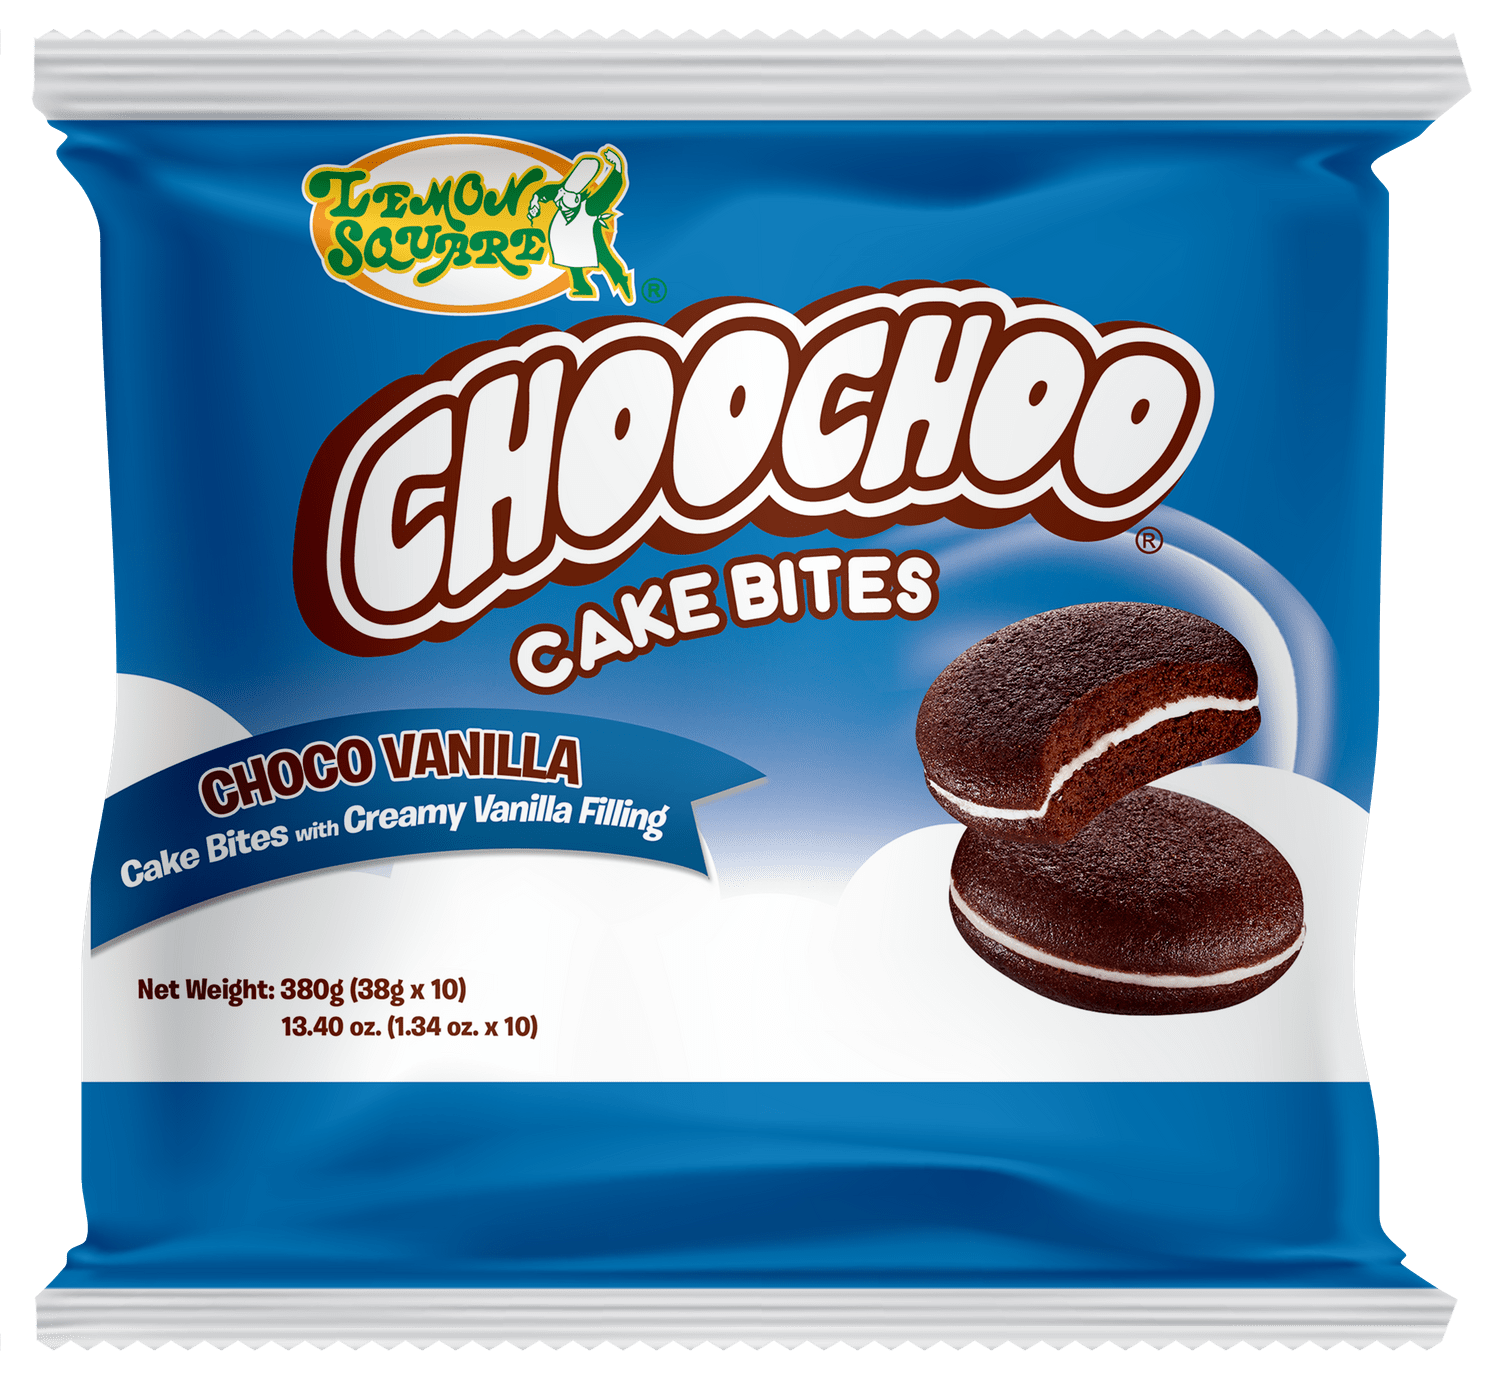 LEMON
SQUARE
®
CHOOCHOO
®
CAKE BITES
CHOCO VANILLA
Cake Bites with Creamy Vanilla Filling
Net Weight: 380g (38g x 10)
13.40 oz. (1.34 oz. x 10)